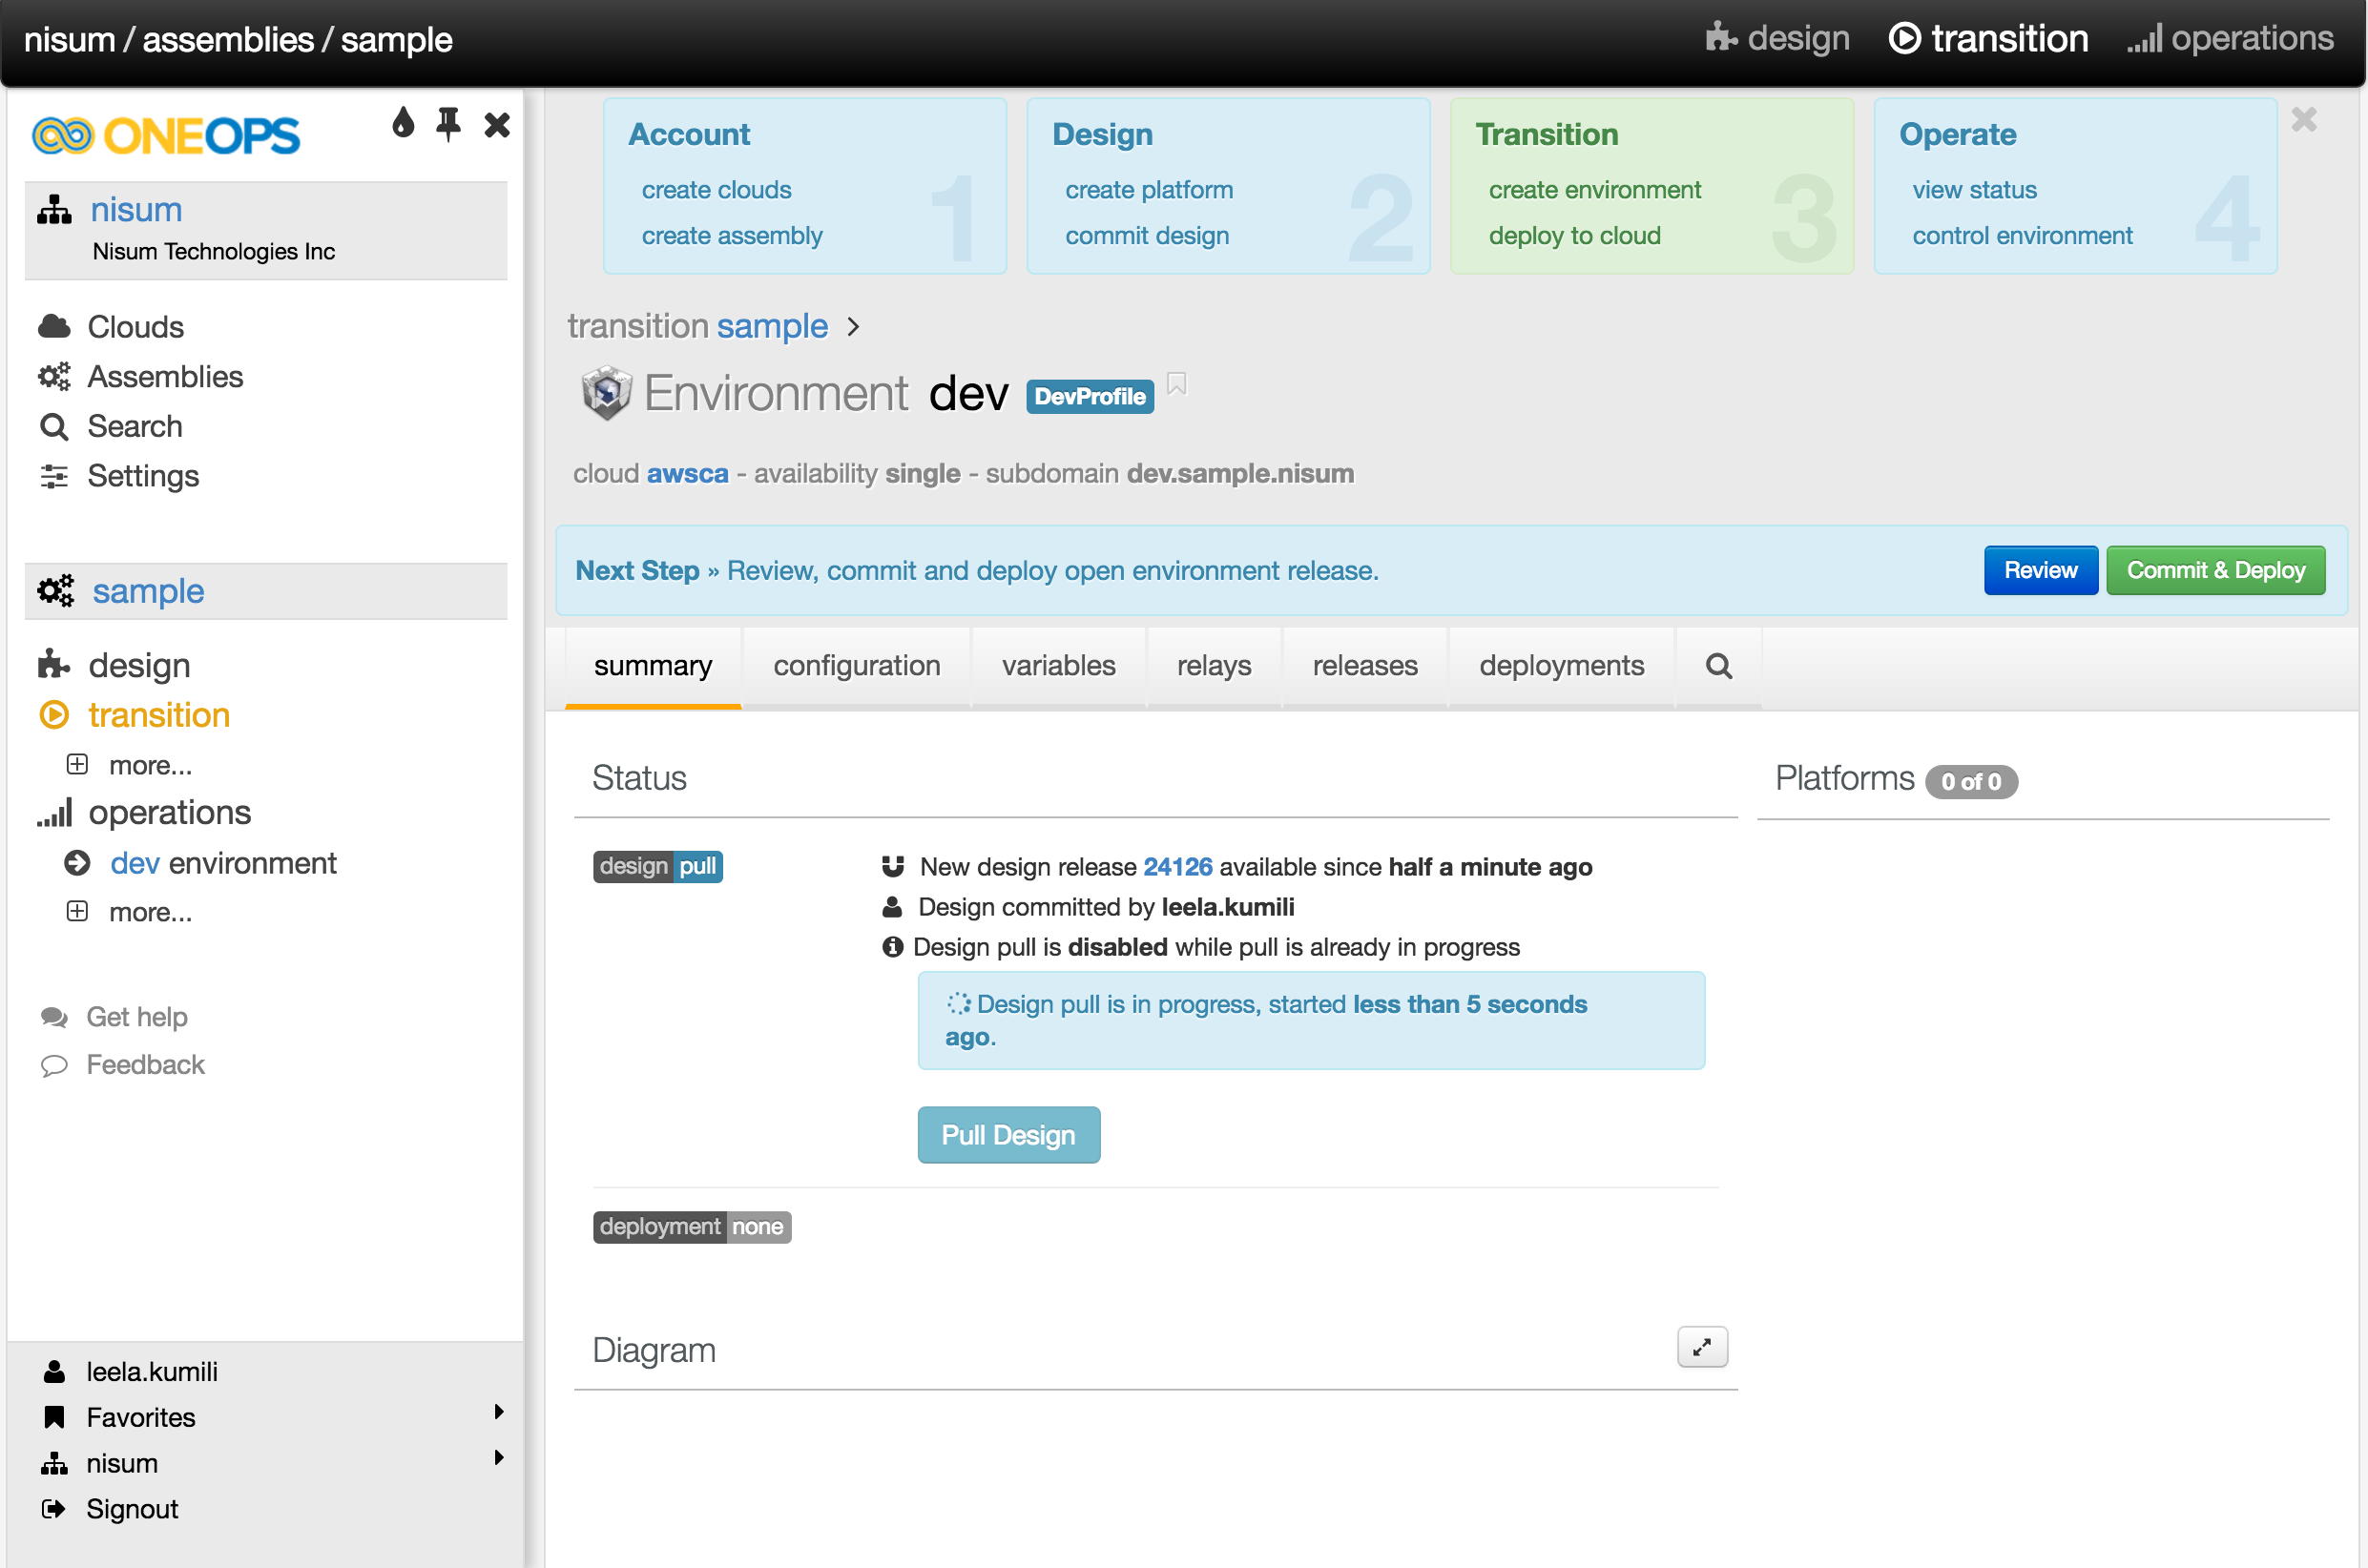 nisum / assemblies / sample
design
transition
operations
ONEOPS
nisum
Nisum Technologies Inc
Clouds
Assemblies
Search
Settings
sample
design
transition
more...
operations
dev environment
more...
Get help
Feedback
leela.kumili
Favorites
nisum
Signout
Account
create clouds
create assembly
1
Design
create platform
commit design
2
Transition
create environment
deploy to cloud
3
Operate
view status
control environment
4
transition sample
Environment dev DevProfile
cloud awsca - availability single - subdomain dev.sample.nisum
Next Step » Review, commit and deploy open environment release.
Review
Commit & Deploy
summary
configuration
variables
relays
releases
deployments
Status
design pull
New design release 24126 available since half a minute ago
Design committed by leela.kumili
Design pull is disabled while pull is already in progress
Design pull is in progress, started less than 5 seconds
ago.
Pull Design
deployment none
Diagram
Platforms 0 of 0